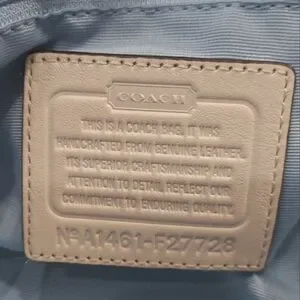 COACH
THIS IS A COACH BAG. IT WAS
HANDCRAFTED FROM GENUINE LEATHER.
ITS SUPERIOR CRAFTSMANSHIP AND
ATTENTION TO DETAIL REFLECT OUR
COMMITMENT TO ENDURING QUALITY.
Nº A1461-F27728